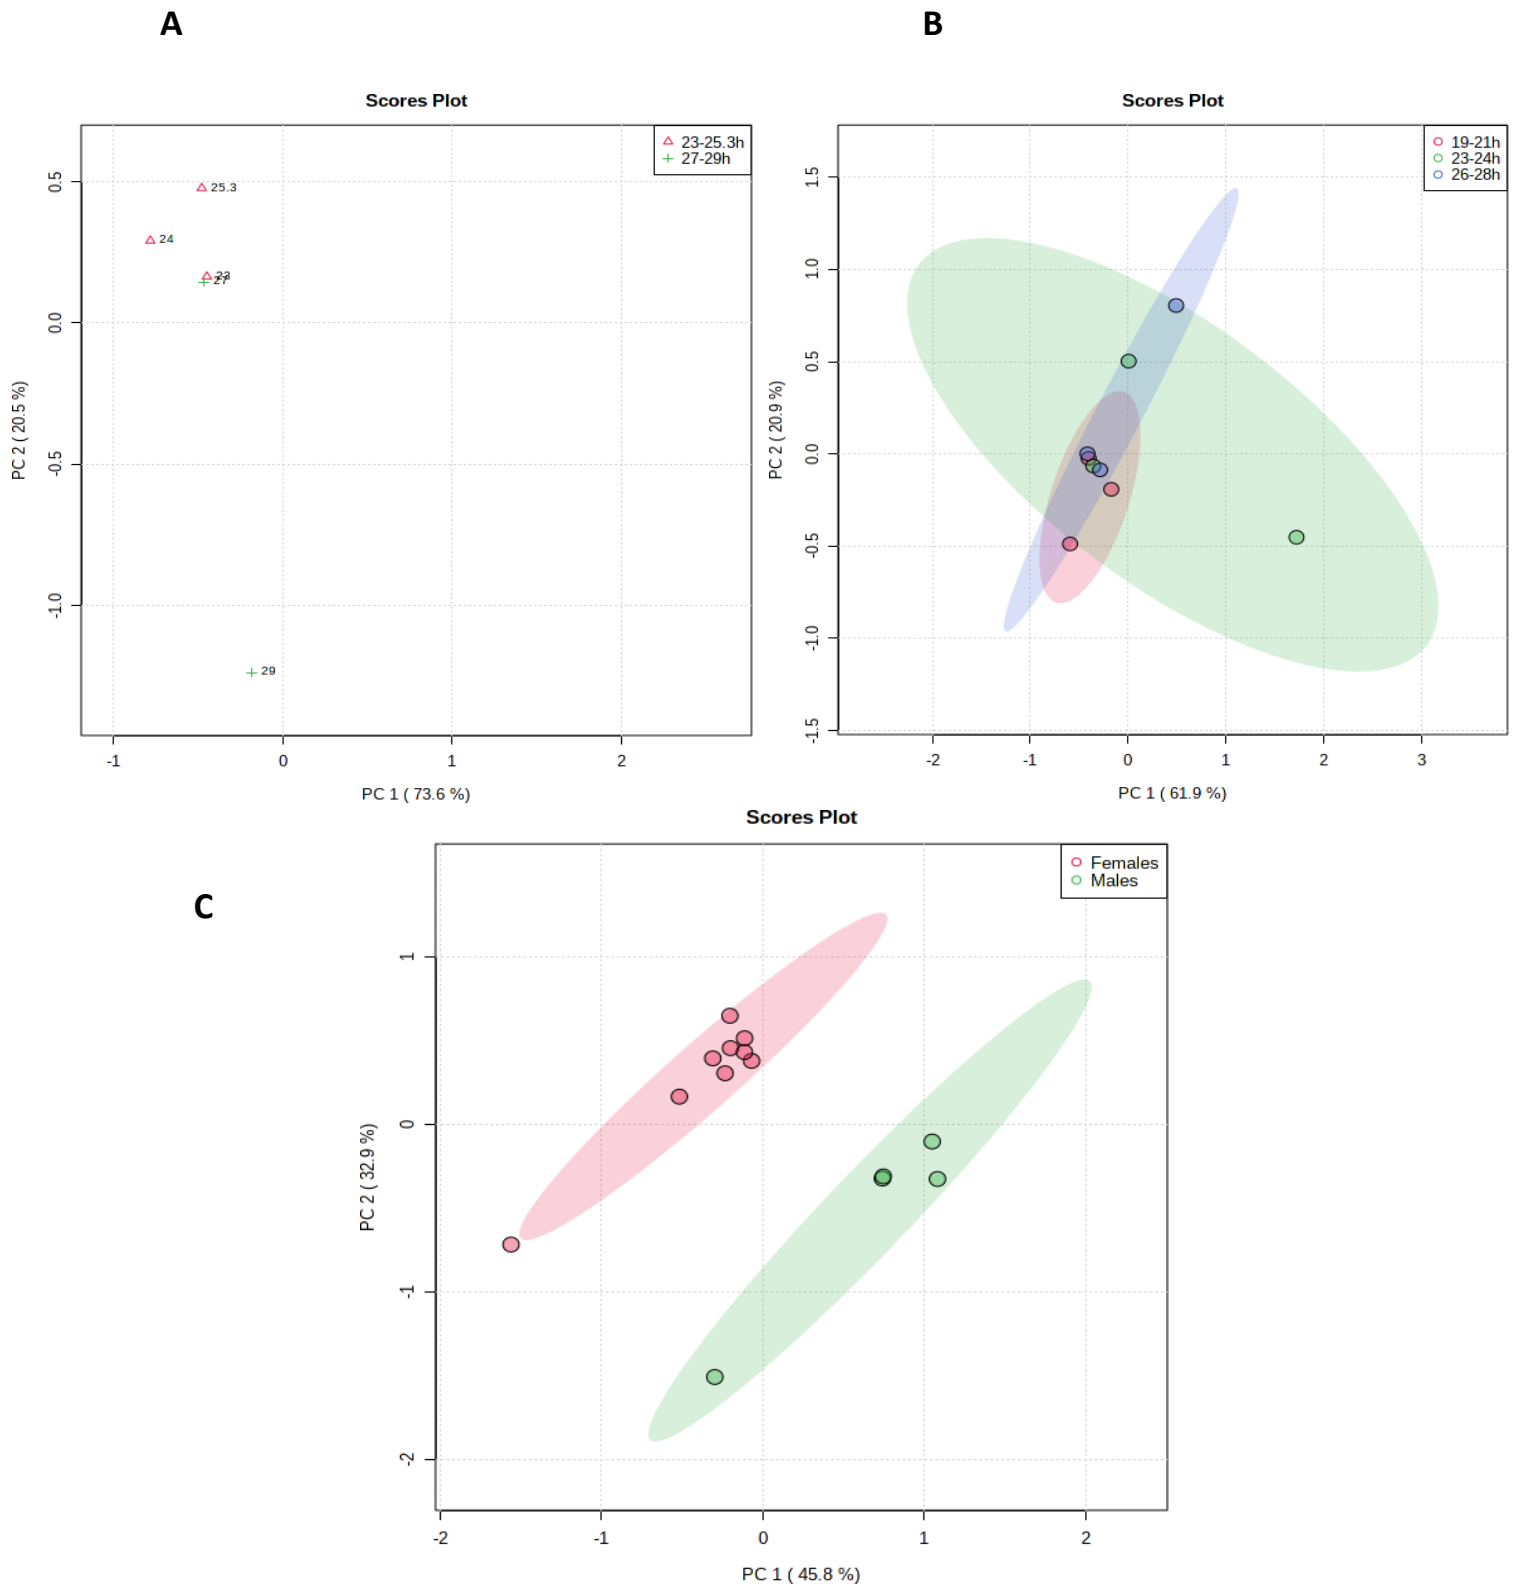 A
B
Scores Plot
23-25.3h
27-29h
25.3
24
23
27
29
0.5
0.0
-0.5
-1.0
PC 2 ( 20.5 %)
-1
0
1
2
PC 1 ( 73.6 %)
Scores Plot
19-21h
23-24h
26-28h
1.5
1.0
0.5
0.0
-0.5
-1.0
-1.5
PC 2 ( 20.9 %)
-2
-1
0
1
2
3
PC 1 ( 61.9 %)
C
Scores Plot
Females
Males
1
0
-1
-2
PC 2 ( 32.9 %)
-2
-1
0
1
2
PC 1 ( 45.8 %)